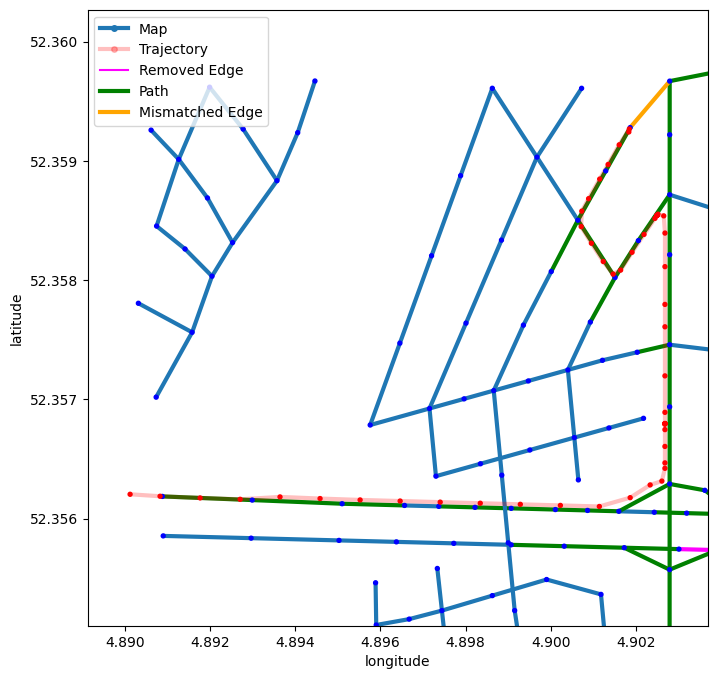 Map
Trajectory
Removed Edge
Path
Mismatched Edge
52.360
52.359
52.358
52.357
52.356
latitude
4.890 4.892 4.894 4.896 4.898 4.900 4.902
longitude